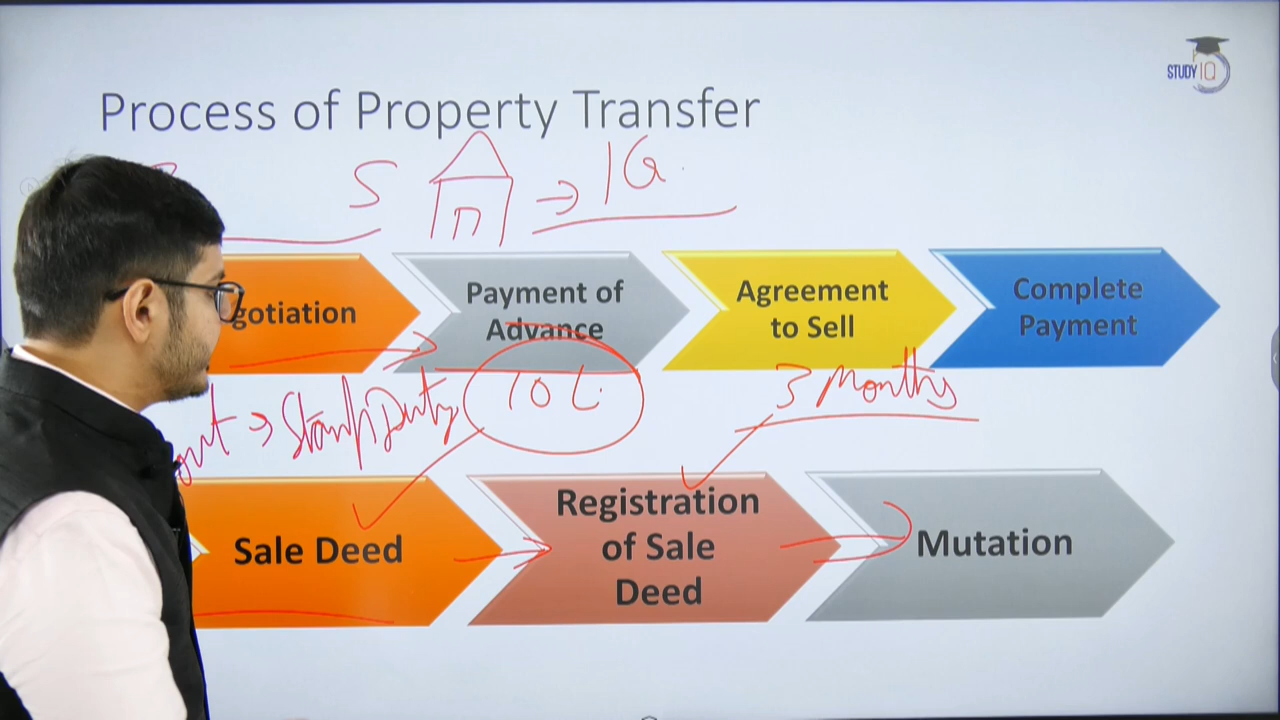 STUDY IQ
Process of Property Transfer
S → 1 G
gotiation
Payment of
Advance
Agreement
to Sell
Complete
Payment
→ Stamp Duty
10 L
3 Months
Sale Deed
Registration
of Sale
Deed
Mutation